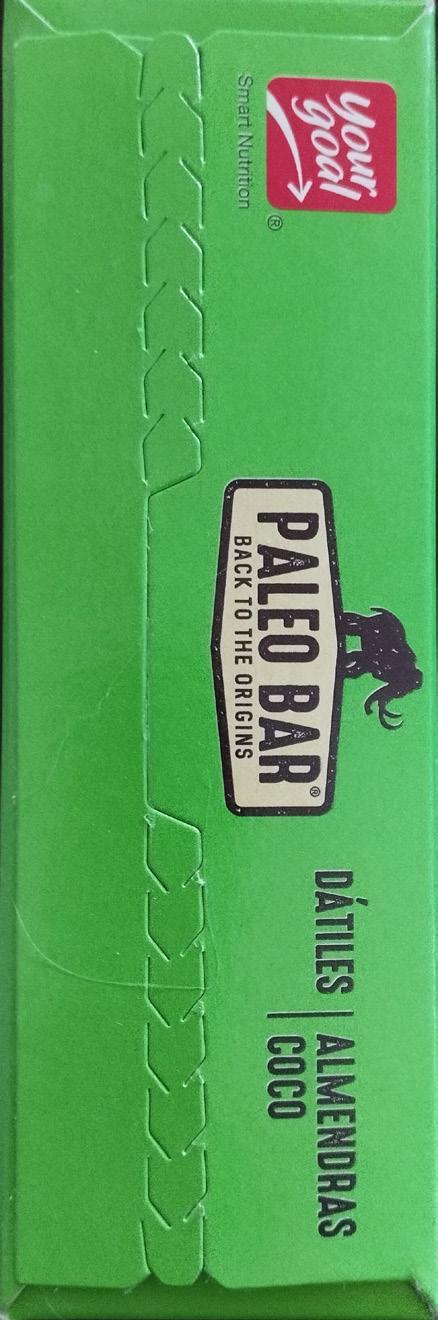 your
goal
®
Smart Nutrition
PALEO BAR®
BACK TO THE ORIGINS
DÁTILES | ALMENDRAS
COCO